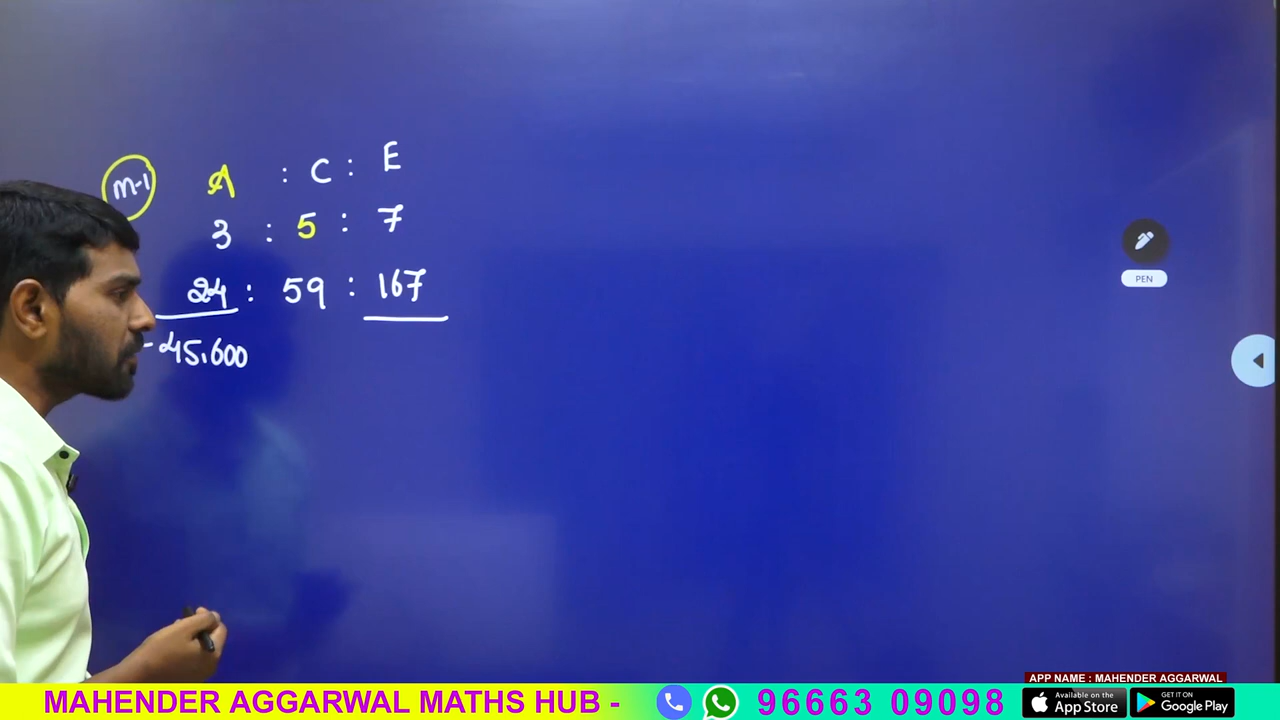 M-1 A : C : E
3 : 5 : 7
24 : 59 : 167
45,600
PEN
APP NAME : MAHENDER AGGARWAL
MAHENDER AGGARWAL MATHS HUB - 96663 09098
Available on the App Store
GET IT ON Google Play